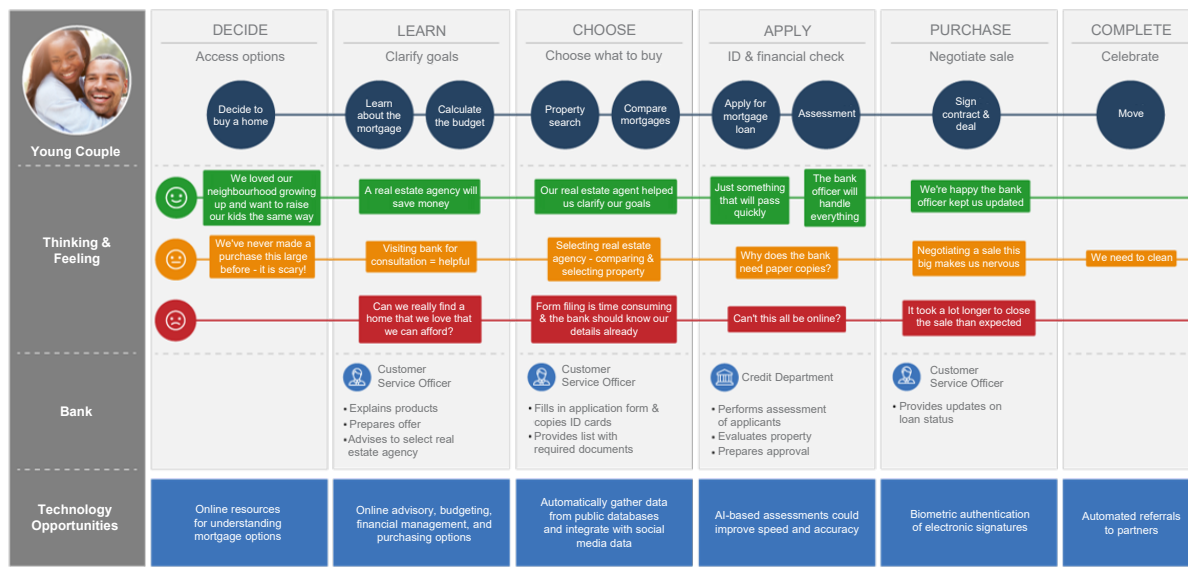 DECIDE
Access options
LEARN
Clarify goals
CHOOSE
Choose what to buy
APPLY
ID & financial check
PURCHASE
Negotiate sale
COMPLETE
Celebrate
Young Couple
Decide to
buy a home
Learn
about the
mortgage
Calculate
the budget
Property
search
Compare
mortgages
Apply for
mortgage
loan
Assessment
Sign
contract &
deal
Move
Thinking &
Feeling
We loved our
neighbourhood growing
up and want to raise
our kids the same way
A real estate agency will
save money
Our real estate agent helped
us clarify our goals
Just something
that will pass
quickly
The bank
officer will
handle
everything
We're happy the bank
officer kept us updated
We've never made a
purchase this large
before - it is scary!
Visiting bank for
consultation = helpful
Selecting real estate
agency - comparing &
selecting property
Why does the bank
need paper copies?
Negotiating a sale this
big makes us nervous
We need to clean
Can we really find a
home that we love that
we can afford?
Form filing is time consuming
& the bank should know our
details already
Can't this all be online?
It took a lot longer to close
the sale than expected
Bank
Customer
Service Officer
• Explains products
• Prepares offer
• Advises to select real
estate agency
Customer
Service Officer
• Fills in application form &
copies ID cards
• Provides list with
required documents
Credit Department
• Performs assessment
of applicants
• Evaluates property
• Prepares approval
Customer
Service Officer
• Provides updates on
loan status
Technology
Opportunities
Online resources
for understanding
mortgage options
Online advisory, budgeting,
financial management, and
purchasing options
Automatically gather data
from public databases
and integrate with social
media data
AI-based assessments could
improve speed and accuracy
Biometric authentication
of electronic signatures
Automated referrals
to partners